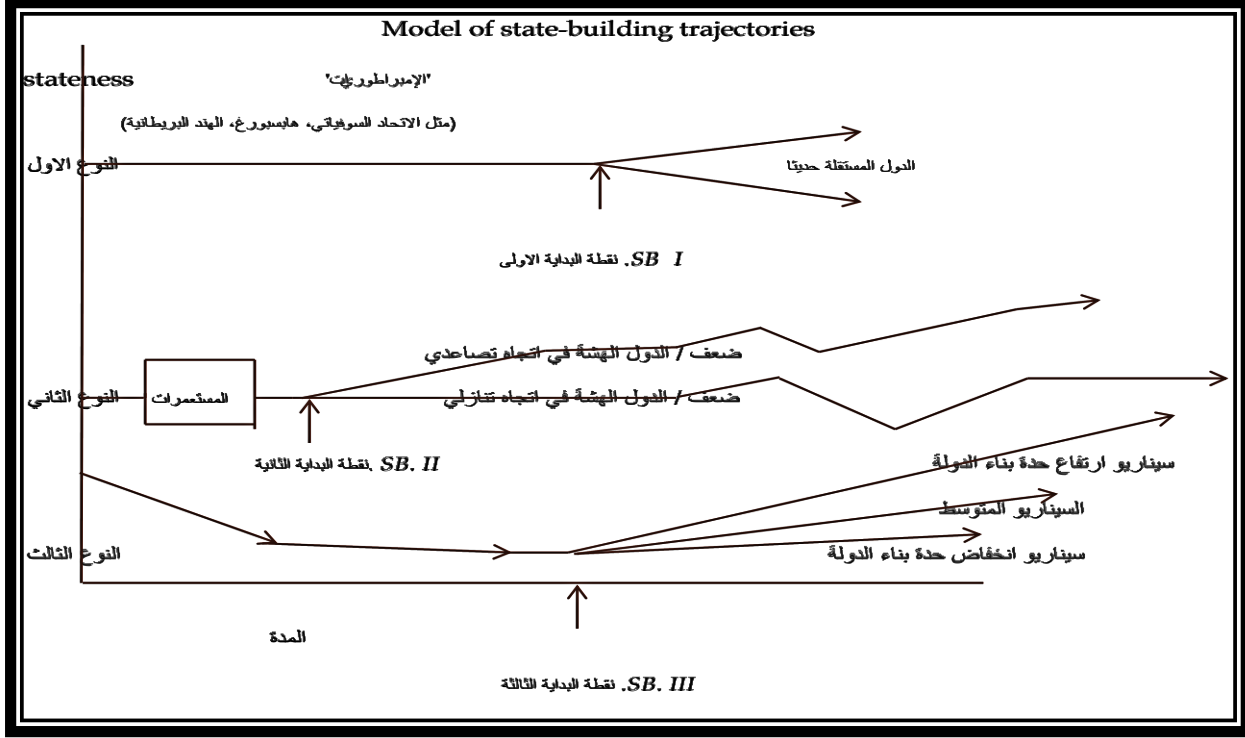 Model of state-building trajectories
stateness
"الإمبراطوريات"
(مثل الاتحاد السوفياتي، هابسبورغ، الهند البريطانية)
النوع الاول
الدول المستقلة حديثا
SB I. نقطة البداية الاولى
ضعف / الدول الهشة في اتجاه تصاعدي
النوع الثاني
المستعمرات
ضعف / الدول الهشة في اتجاه تنازلي
SB. II. نقطة البداية الثانية
سيناريو ارتفاع حدة بناء الدولة
السيناريو المتوسط
النوع الثالث
سيناريو انخفاض حدة بناء الدولة
المدة
SB. III. نقطة البداية الثالثة